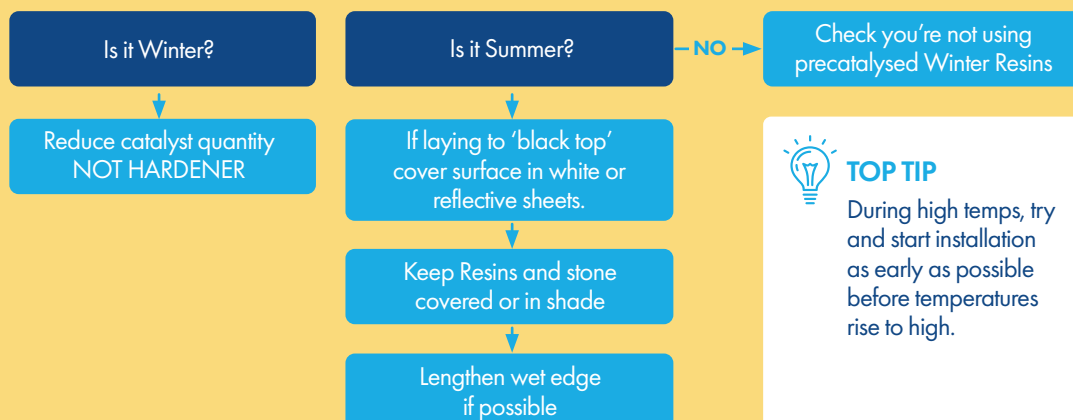 Is it Winter?
Reduce catalyst quantity
NOT HARDENER
Is it Summer?
NO
If laying to ‘black top’
cover surface in white or
reflective sheets.
Keep Resins and stone
covered or in shade
Lengthen wet edge
if possible
Check you’re not using
precatalysed Winter Resins
TOP TIP
During high temps, try
and start installation
as early as possible
before temperatures
rise to high.